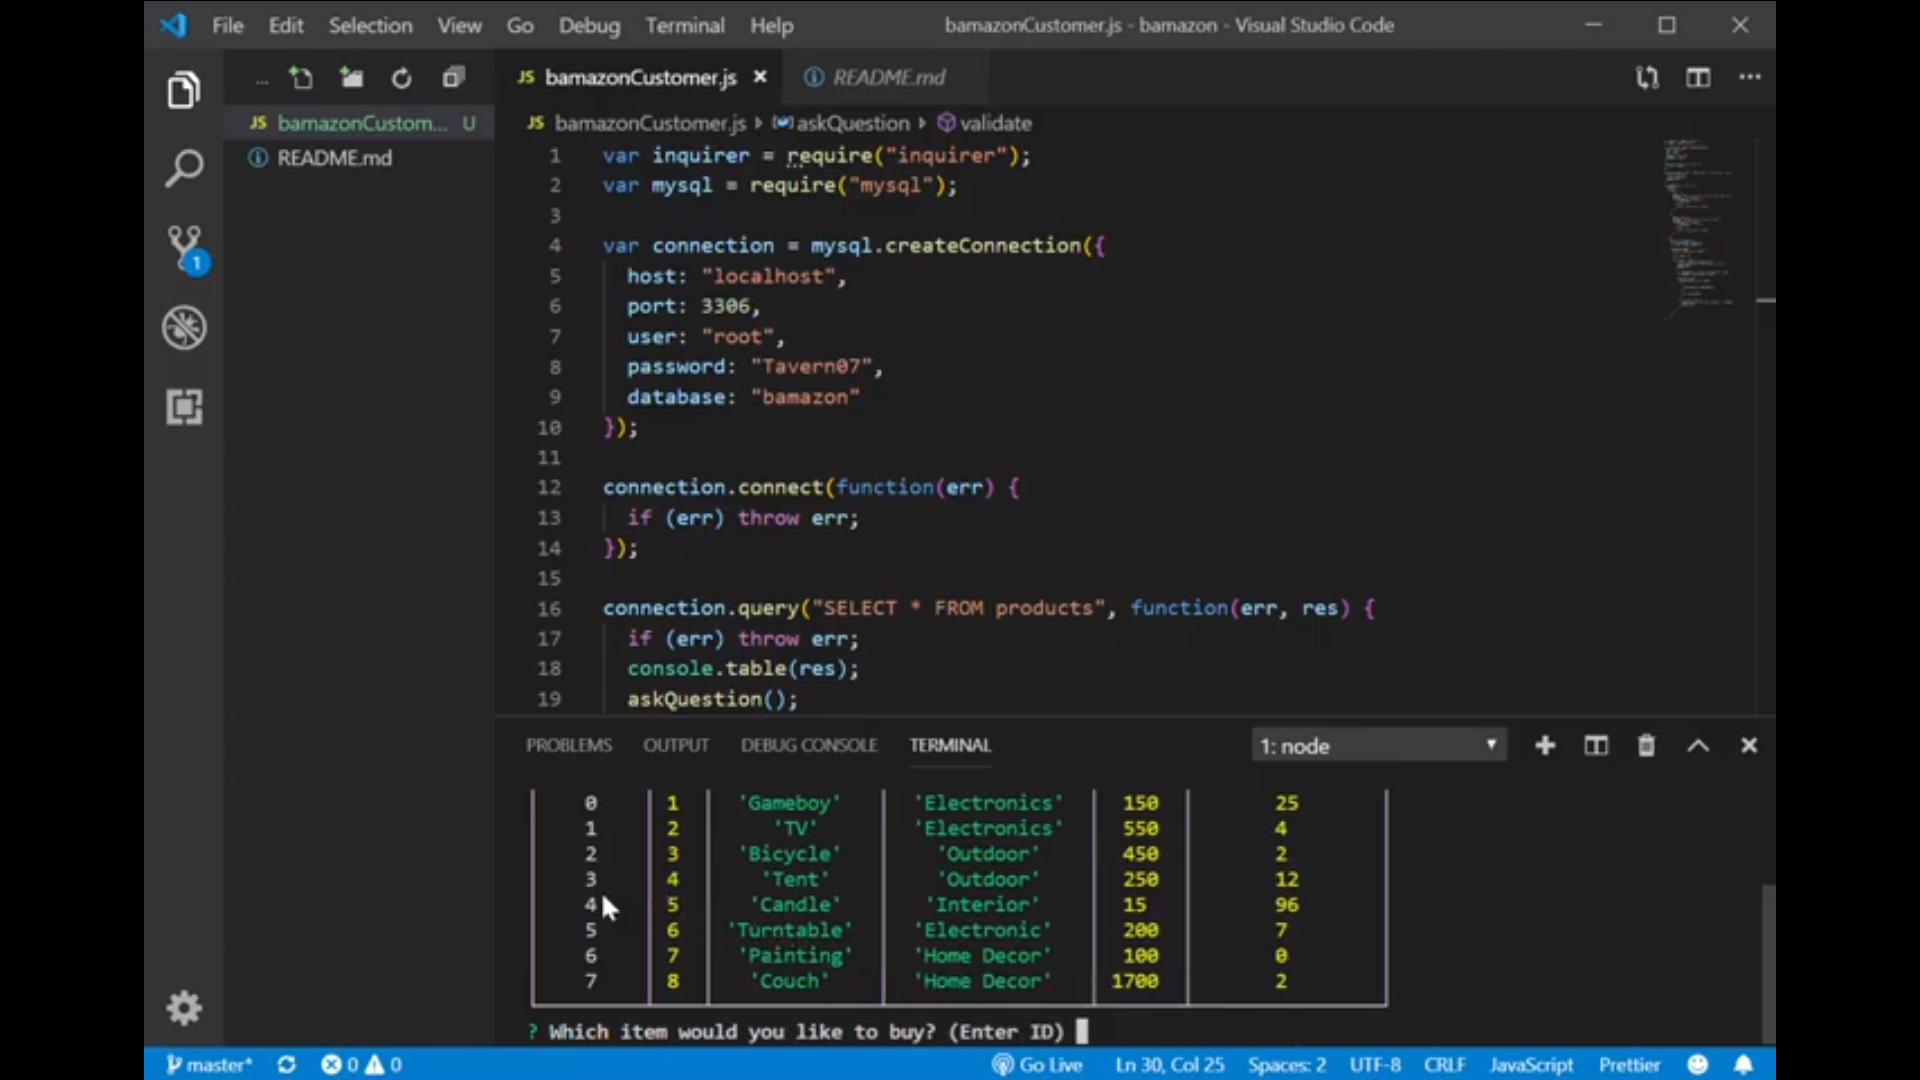 File Edit Selection View Go Debug Terminal Help bamazonCustomer.js - bamazon - Visual Studio Code
... JS bamazonCustomer.js README.md ...
JS bamazonCustom... U
README.md
1
JS bamazonCustomer.js askQuestion validate
1 var inquirer = require("inquirer");
2 var mysql = require("mysql");
3
4 var connection = mysql.createConnection({
5 host: "localhost",
6 port: 3306,
7 user: "root",
8 password: "Tavern07",
9 database: "bamazon"
10 });
11
12 connection.connect(function(err) {
13 if (err) throw err;
14 });
15
16 connection.query("SELECT * FROM products", function(err, res) {
17 if (err) throw err;
18 console.table(res);
19 askQuestion();
PROBLEMS OUTPUT DEBUG CONSOLE TERMINAL 1: node
0 1 'Gameboy' 'Electronics' 150 25
1 2 'TV' 'Electronics' 550 4
2 3 'Bicycle' 'Outdoor' 450 2
3 4 'Tent' 'Outdoor' 250 12
4 5 'Candle' 'Interior' 15 96
5 6 'Turntable' 'Electronic' 200 7
6 7 'Painting' 'Home Decor' 100 0
7 8 'Couch' 'Home Decor' 1700 2
? Which item would you like to buy? (Enter ID)
master* 0 0 Go Live Ln 30, Col 25 Spaces: 2 UTF-8 CRLF JavaScript Prettier